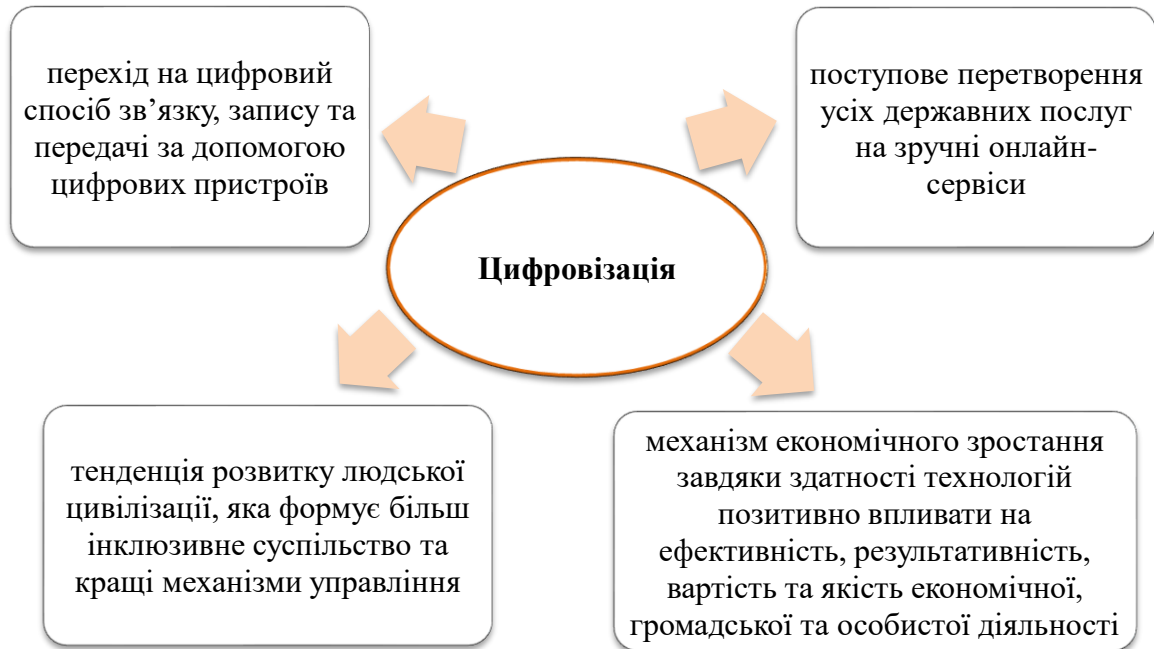 перехід на цифровий
спосіб зв’язку, запису та
передачі за допомогою
цифрових пристроїв
поступове перетворення
усіх державних послуг
на зручні онлайн-
сервіси
Цифровізація
тенденція розвитку людської
цивілізації, яка формує більш
інклюзивне суспільство та
кращі механізми управління
механізм економічного зростання
завдяки здатності технологій
позитивно впливати на
ефективність, результативність,
вартість та якість економічної,
громадської та особистої діяльності